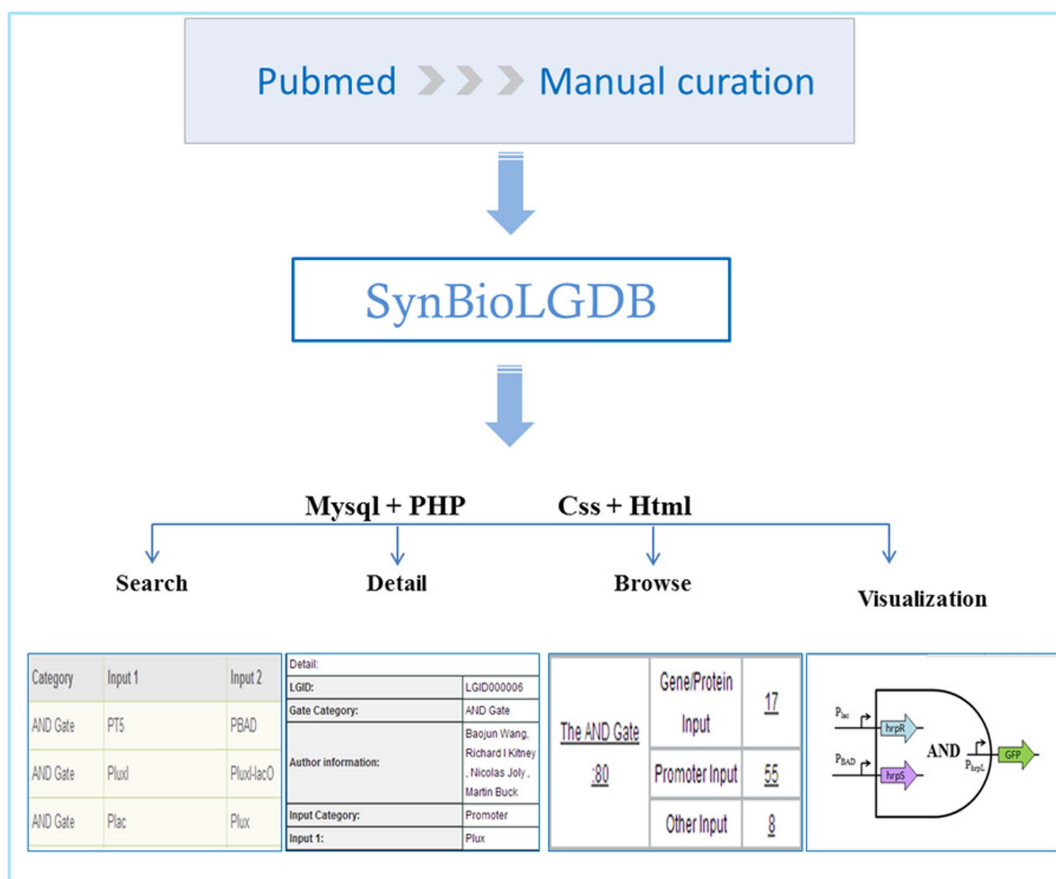 Pubmed Manual curation
SynBioLGDB
Mysql + PHP Css + Html
Search Detail Browse Visualization
Category Input 1 Input 2
AND Gate PT5 PBAD
AND Gate PluxI PluxI-lacO
AND Gate Plac Plux
Detail:
LGID: LGID000006
Gate Category: AND Gate
Author information:
Baojun Wang,
Richard I Kitney
, Nicolas Joly ,
Martin Buck
Input Category: Promoter
Input 1: Plux
The AND Gate
:80
Gene/Protein
Input
17
Promoter Input 55
Other Input 8
Plac
hrpR
PBAD
hrpS
AND
PhrpL
GFP